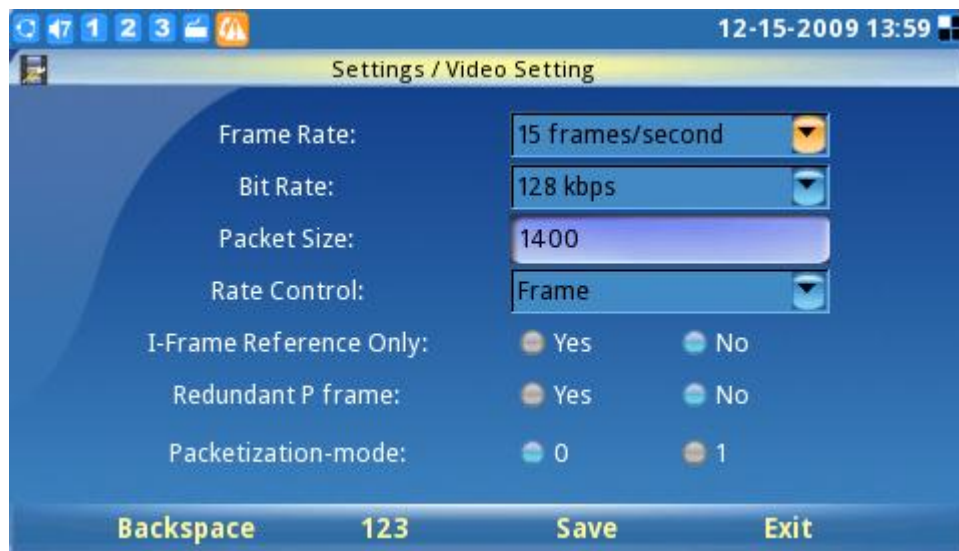 7 1 2 3 12-15-2009 13:59
Settings / Video Setting
Frame Rate: 15 frames/second
Bit Rate: 128 kbps
Packet Size: 1400
Rate Control: Frame
I-Frame Reference Only: Yes No
Redundant P frame: Yes No
Packetization-mode: 0 1
Backspace 123 Save Exit